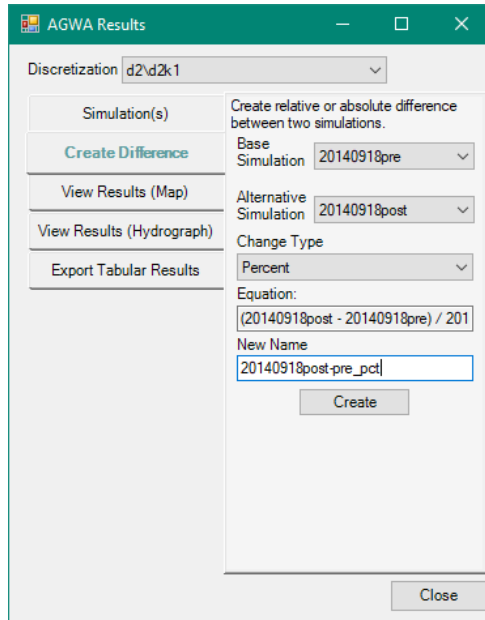 AGWA Results
Discretization d2\d2k1
Simulation(s)
Create Difference
View Results (Map)
View Results (Hydrograph)
Export Tabular Results
Create relative or absolute difference
between two simulations.
Base
Simulation 20140918pre
Alternative
Simulation 20140918post
Change Type
Percent
Equation:
(20140918post - 20140918pre) / 201
New Name
20140918post-pre_pct
Create
Close